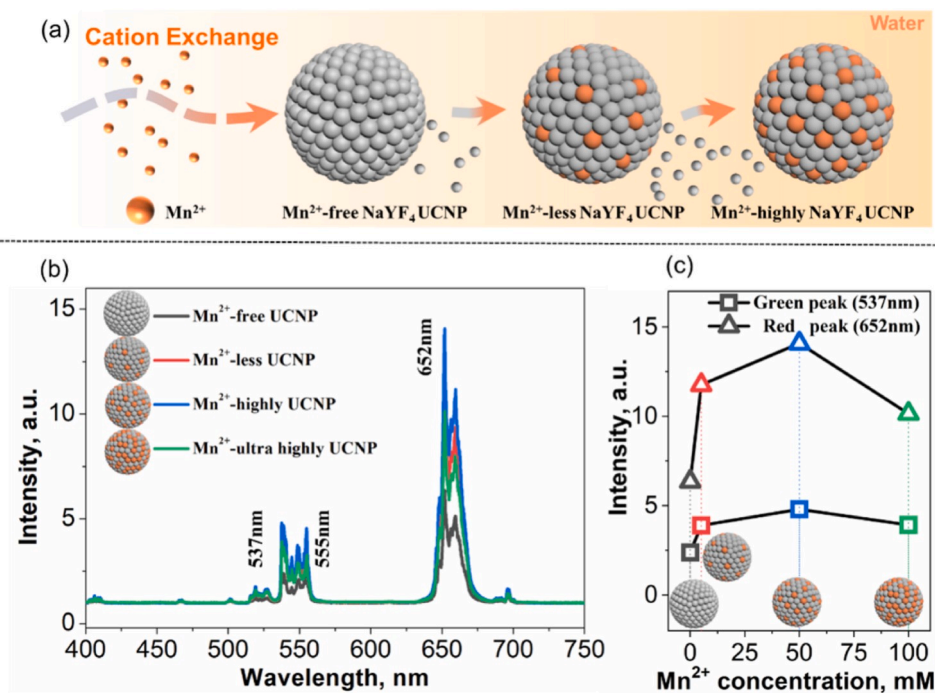 (a)
Cation Exchange
Water
Mn²⁺
Mn²⁺-free NaYF₄ UCNP
Mn²⁺-less NaYF₄ UCNP
Mn²⁺-highly NaYF₄ UCNP
(b)
Intensity, a.u.
15
10
5
0
Mn²⁺-free UCNP
Mn²⁺-less UCNP
Mn²⁺-highly UCNP
Mn²⁺-ultra highly UCNP
537nm
555nm
652nm
400 450 500 550 600 650 700 750
Wavelength, nm
(c)
Intensity, a.u.
15
10
5
0
Green peak (537nm)
Red peak (652nm)
0 25 50 75 100
Mn²⁺ concentration, mM